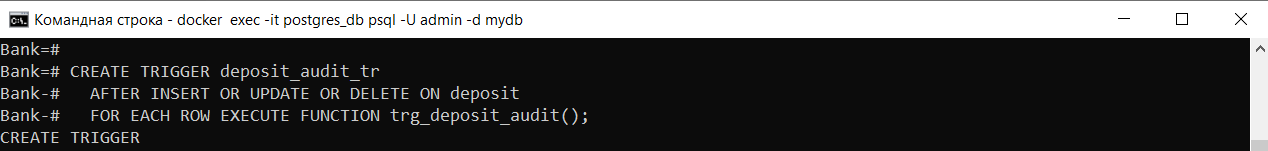 Командная строка - docker  exec -it postgres_db psql -U admin -d mydb
Bank=#
Bank=# CREATE TRIGGER deposit_audit_tr
Bank-#   AFTER INSERT OR UPDATE OR DELETE ON deposit
Bank-#   FOR EACH ROW EXECUTE FUNCTION trg_deposit_audit();
CREATE TRIGGER